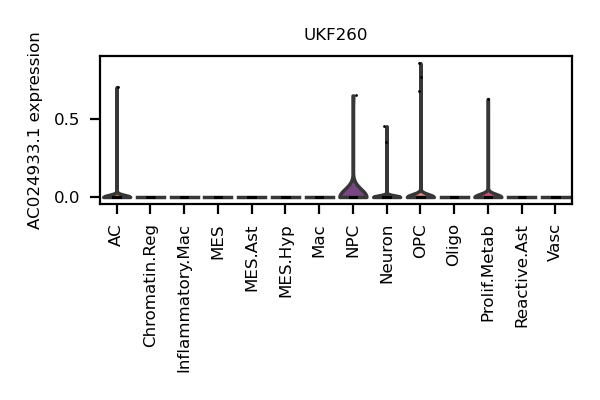 UKF260
AC024933.1 expression
0.5
0.0
AC
Chromatin.Reg
Inflammatory.Mac
MES
MES.Ast
MES.Hyp
Mac
NPC
Neuron
OPC
Oligo
Prolif.Metab
Reactive.Ast
Vasc